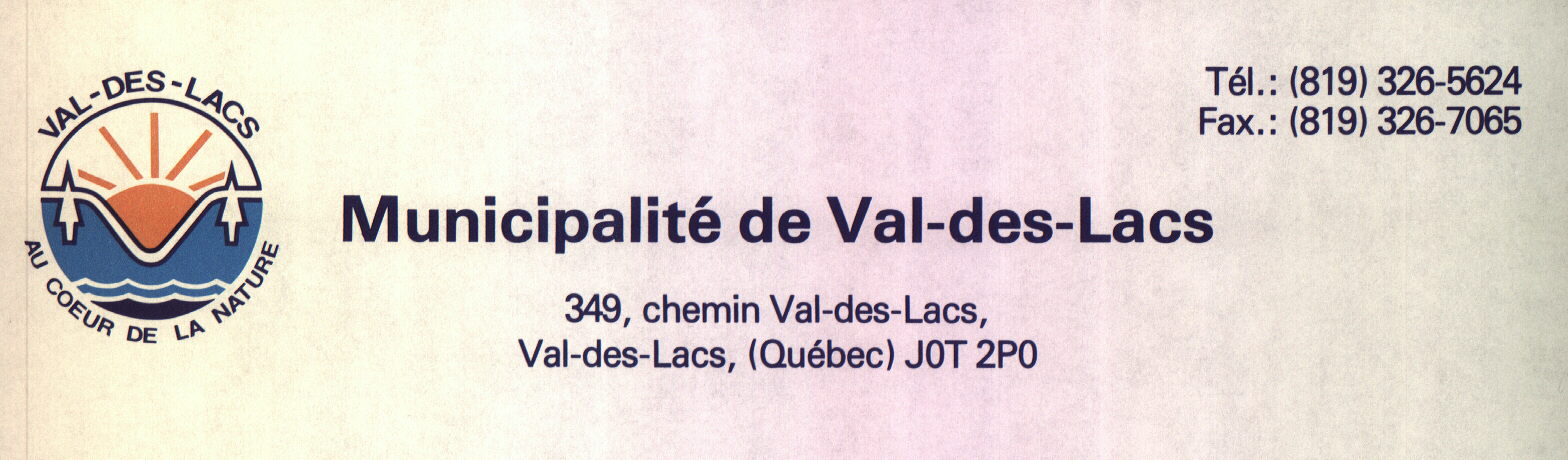 VAL-DES-LACS
AU COEUR DE LA NATURE
Tél.: (819) 326-5624
Fax.: (819) 326-7065
Municipalité de Val-des-Lacs
349, chemin Val-des-Lacs,
Val-des-Lacs, (Québec) J0T 2P0